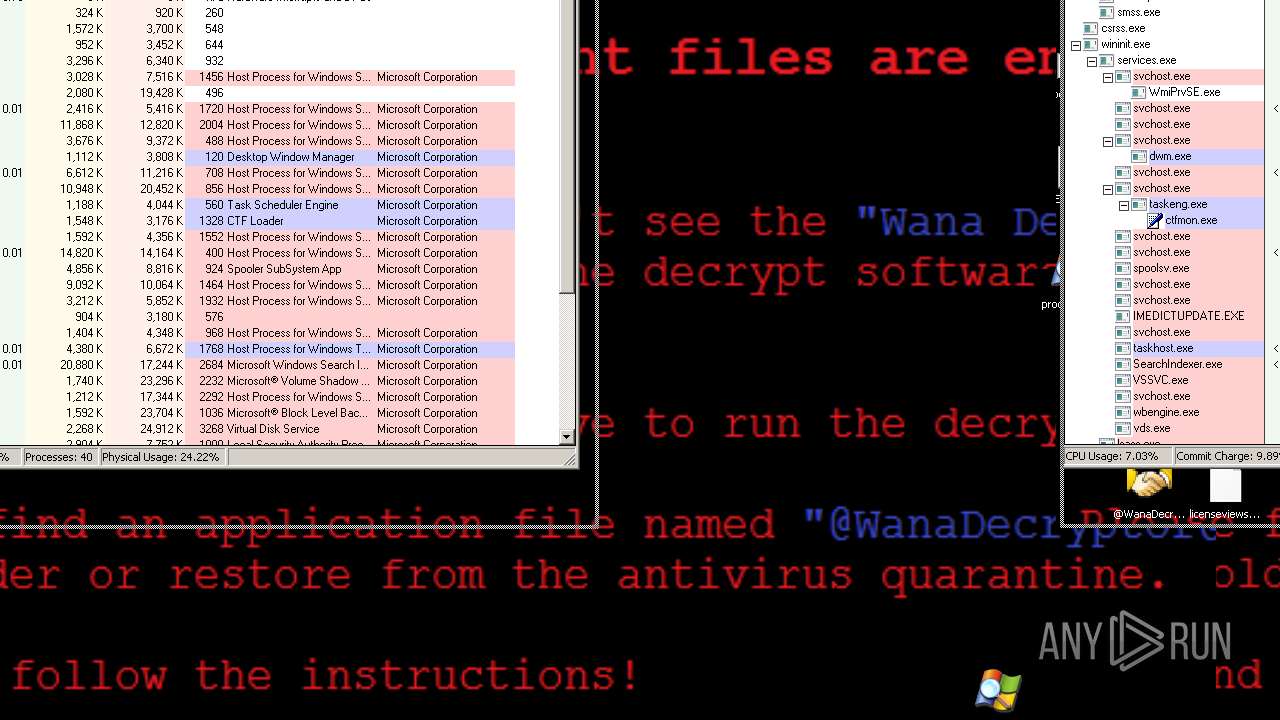 324 K 920 K 260
1,572 K 3,700 K 548
952 K 3,452 K 644
3,296 K 6,340 K 932
3,028 K 7,516 K 1456 Host Process for Windows S... Microsoft Corporation
2,080 K 19,428 K 496
0.01 2,416 K 5,416 K 1720 Host Process for Windows S... Microsoft Corporation
11,868 K 12,820 K 2004 Host Process for Windows S... Microsoft Corporation
3,676 K 9,372 K 488 Host Process for Windows S... Microsoft Corporation
1,112 K 3,808 K 120 Desktop Window Manager Microsoft Corporation
0.01 6,612 K 11,216 K 708 Host Process for Windows S... Microsoft Corporation
10,948 K 20,452 K 856 Host Process for Windows S... Microsoft Corporation
1,188 K 4,044 K 560 Task Scheduler Engine Microsoft Corporation
1,548 K 3,176 K 1328 CTF Loader Microsoft Corporation
1,592 K 4,356 K 1552 Host Process for Windows S... Microsoft Corporation
0.01 14,820 K 14,164 K 400 Host Process for Windows S... Microsoft Corporation
4,856 K 8,816 K 924 Spooler SubSystem App Microsoft Corporation
9,092 K 10,064 K 1464 Host Process for Windows S... Microsoft Corporation
3,212 K 5,852 K 1932 Host Process for Windows S... Microsoft Corporation
904 K 3,180 K 576
1,404 K 4,348 K 968 Host Process for Windows S... Microsoft Corporation
0.01 4,380 K 6,672 K 1768 Host Process for Windows T... Microsoft Corporation
0.01 20,880 K 17,244 K 2684 Microsoft Windows Search I... Microsoft Corporation
1,740 K 23,296 K 2232 Microsoft® Volume Shadow ... Microsoft Corporation
1,212 K 17,344 K 2292 Host Process for Windows S... Microsoft Corporation
1,592 K 23,704 K 1036 Microsoft® Block Level Bac... Microsoft Corporation
2,268 K 24,912 K 3268 Virtual Disk Service Microsoft Corporation
% Processes: 40 Physical Usage: 24.22%
nt files are en
t see the "Wana De
ne decrypt softwar
ve to run the decry
find an application file named "@WanaDecryptor@
der or restore from the antivirus quarantine.
follow the instructions!
smss.exe
csrss.exe
wininit.exe
services.exe
svchost.exe
WmiPrvSE.exe
svchost.exe
svchost.exe
svchost.exe
dwm.exe
svchost.exe
svchost.exe
taskeng.exe
ctfmon.exe
svchost.exe
svchost.exe
spoolsv.exe
svchost.exe
svchost.exe
IMEDICTUPDATE.EXE
svchost.exe
taskhost.exe
SearchIndexer.exe
VSSVC.exe
svchost.exe
wbengine.exe
vds.exe
CPU Usage: 7.03% Commit Charge: 9.89
@WanaDecr... licenseviews...
ANY RUN